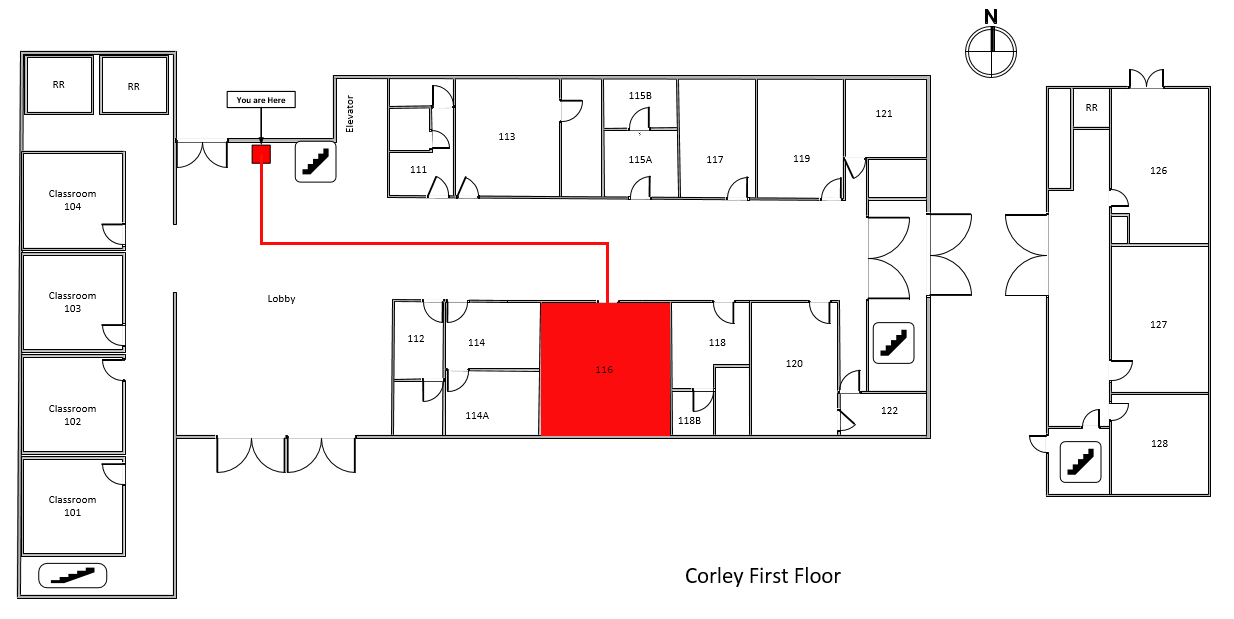 N
RR
RR
You are Here
Elevator
115B
113
121
RR
111
115A
117
119
126
Classroom
104
Lobby
Classroom
103
112
114
116
118
120
127
Classroom
102
114A
118B
122
128
Classroom
101
Corley First Floor